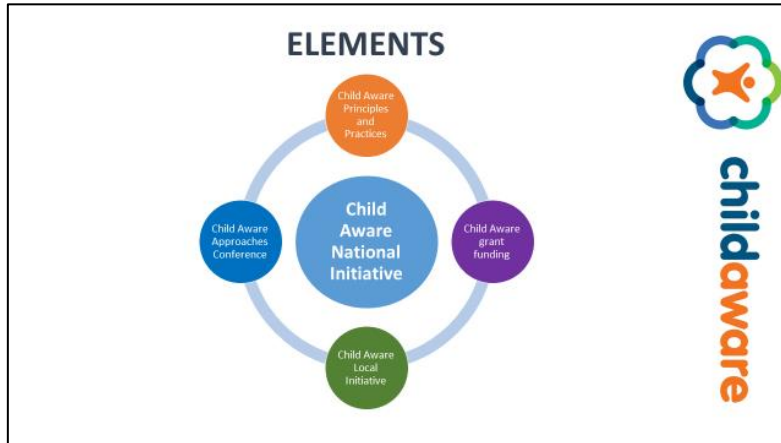 ELEMENTS
Child Aware
Principles
and
Practices
Child Aware
Approaches
Conference
Child
Aware
National
Initiative
Child Aware
grant
funding
Child Aware
Local
Initiative
childaware